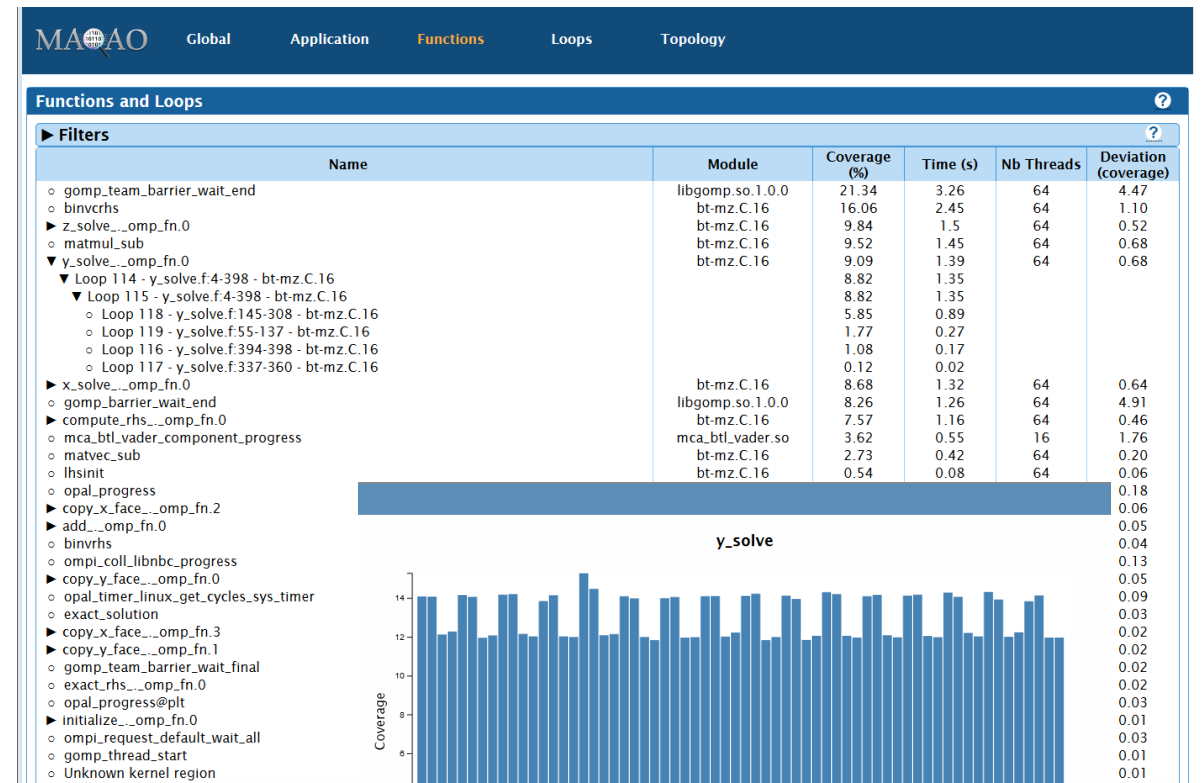 MAQAO Global Application Functions Loops Topology
Functions and Loops ?
▶ Filters ?
Name Module Coverage (%) Time (s) Nb Threads Deviation (coverage)
○ gomp_team_barrier_wait_end libgomp.so.1.0.0 21.34 3.26 64 4.47
○ binvcrhs bt-mz.C.16 16.06 2.45 64 1.10
▶ z_solve_._omp_fn.0 bt-mz.C.16 9.84 1.5 64 0.52
○ matmul_sub bt-mz.C.16 9.52 1.45 64 0.68
▼ y_solve_._omp_fn.0 bt-mz.C.16 9.09 1.39 64 0.68
▼ Loop 114 - y_solve.f:4-398 - bt-mz.C.16 8.82 1.35
▼ Loop 115 - y_solve.f:4-398 - bt-mz.C.16 8.82 1.35
○ Loop 118 - y_solve.f:145-308 - bt-mz.C.16 5.85 0.89
○ Loop 119 - y_solve.f:55-137 - bt-mz.C.16 1.77 0.27
○ Loop 116 - y_solve.f:394-398 - bt-mz.C.16 1.08 0.17
○ Loop 117 - y_solve.f:337-360 - bt-mz.C.16 0.12 0.02
▶ x_solve_._omp_fn.0 bt-mz.C.16 8.68 1.32 64 0.64
○ gomp_barrier_wait_end libgomp.so.1.0.0 8.26 1.26 64 4.91
▶ compute_rhs_._omp_fn.0 bt-mz.C.16 7.57 1.16 64 0.46
○ mca_btl_vader_component_progress mca_btl_vader.so 3.62 0.55 16 1.76
○ matvec_sub bt-mz.C.16 2.73 0.42 64 0.20
○ lhsinit bt-mz.C.16 0.54 0.08 64 0.06
○ opal_progress 0.18
▶ copy_x_face_._omp_fn.2 0.06
▶ add_._omp_fn.0 0.05
○ binvrhs 0.04
○ ompi_coll_libnbc_progress 0.13
▶ copy_y_face_._omp_fn.0 0.05
○ opal_timer_linux_get_cycles_sys_timer 0.09
○ exact_solution 0.03
▶ copy_x_face_._omp_fn.3 0.02
▶ copy_y_face_._omp_fn.1 0.02
○ gomp_team_barrier_wait_final 0.02
○ exact_rhs_._omp_fn.0 0.02
○ opal_progress@plt 0.03
▶ initialize_._omp_fn.0 0.01
○ ompi_request_default_wait_all 0.03
○ gomp_thread_start 0.01
○ Unknown kernel region 0.01
y_solve
14
12
10
8
6
Coverage